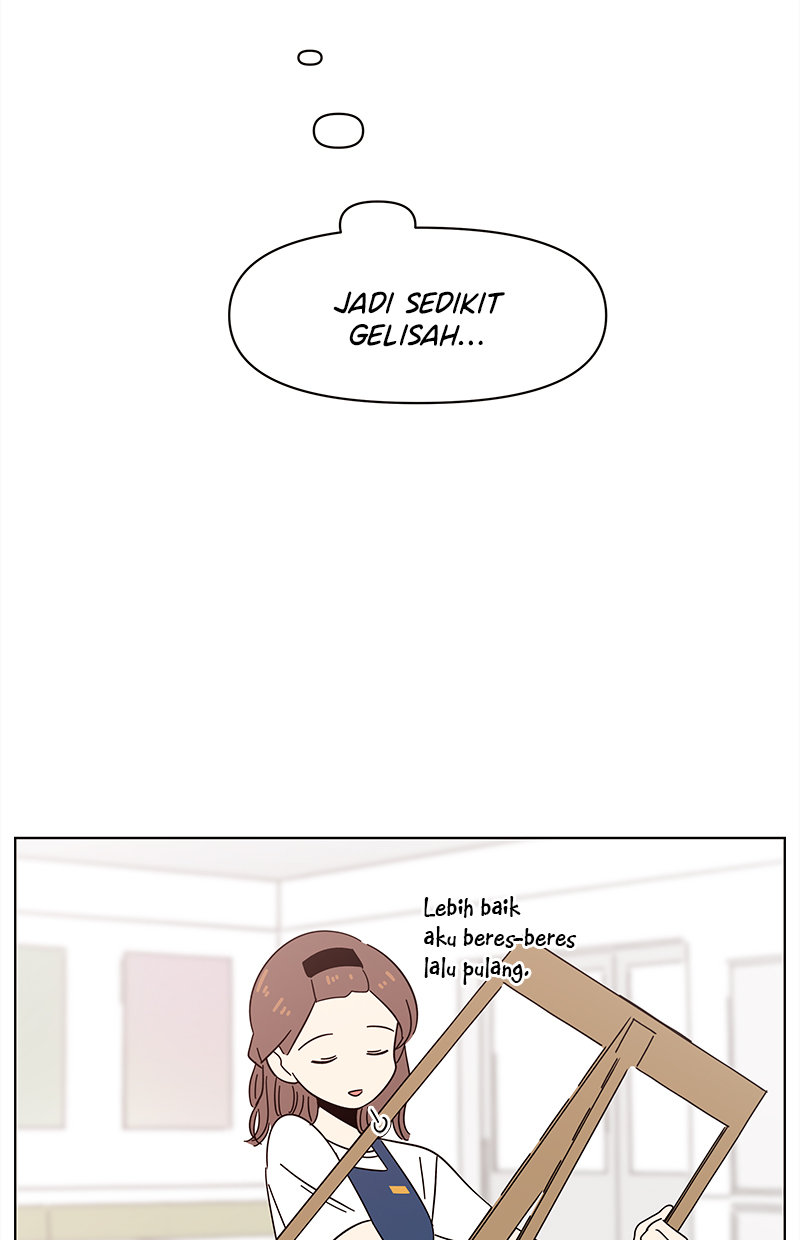 JADI SEDIKIT
GELISAH...
Lebih baik
aku beres-beres
lalu pulang.